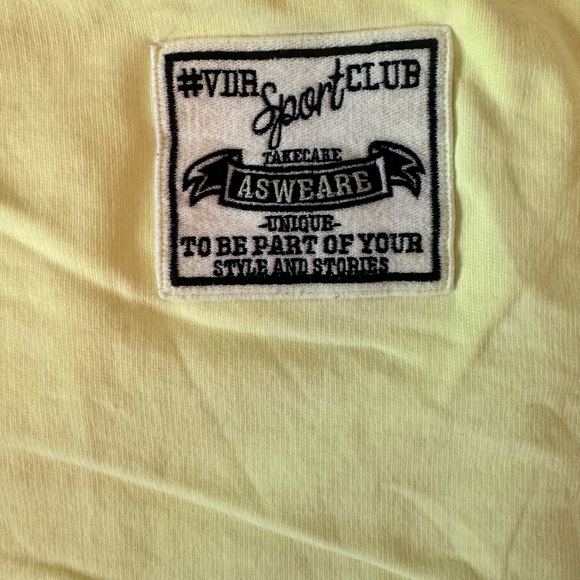 #VDR Sport CLUB
TAKECARE
ASWEARE
-UNIQUE-
TO BE PART OF YOUR
STYLE AND STORIES